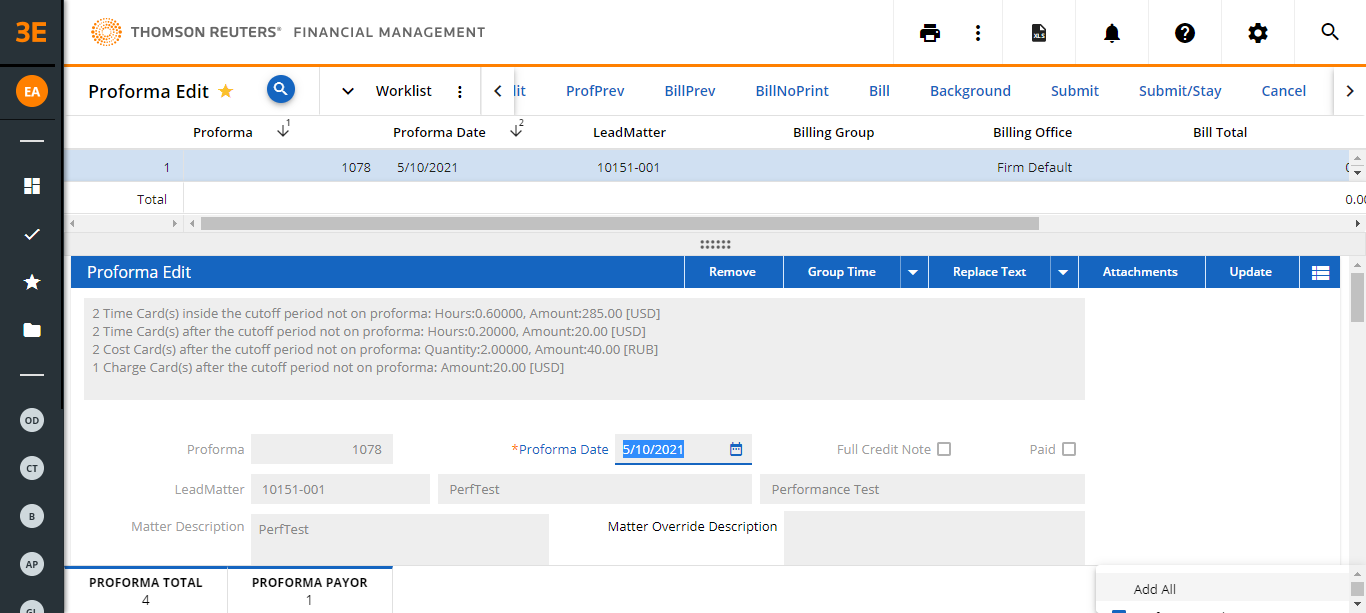 3E
THOMSON REUTERS® FINANCIAL MANAGEMENT
XLS
EA
Proforma Edit
Worklist
it ProfPrev BillPrev BillNoPrint Bill Background Submit Submit/Stay Cancel
Proforma 1 Proforma Date 2 LeadMatter Billing Group Billing Office Bill Total
1 1078 5/10/2021 10151-001 Firm Default
Total 0.00
Proforma Edit Remove Group Time Replace Text Attachments Update
2 Time Card(s) inside the cutoff period not on proforma: Hours:0.60000, Amount:285.00 [USD]
2 Time Card(s) after the cutoff period not on proforma: Hours:0.20000, Amount:20.00 [USD]
2 Cost Card(s) after the cutoff period not on proforma: Quantity:2.00000, Amount:40.00 [RUB]
1 Charge Card(s) after the cutoff period not on proforma: Amount:20.00 [USD]
OD
Proforma 1078 *Proforma Date 5/10/2021 Full Credit Note Paid
CT
LeadMatter 10151-001 PerfTest Performance Test
B
Matter Description PerfTest Matter Override Description
AP
PROFORMA TOTAL PROFORMA PAYOR
4 1
Add All